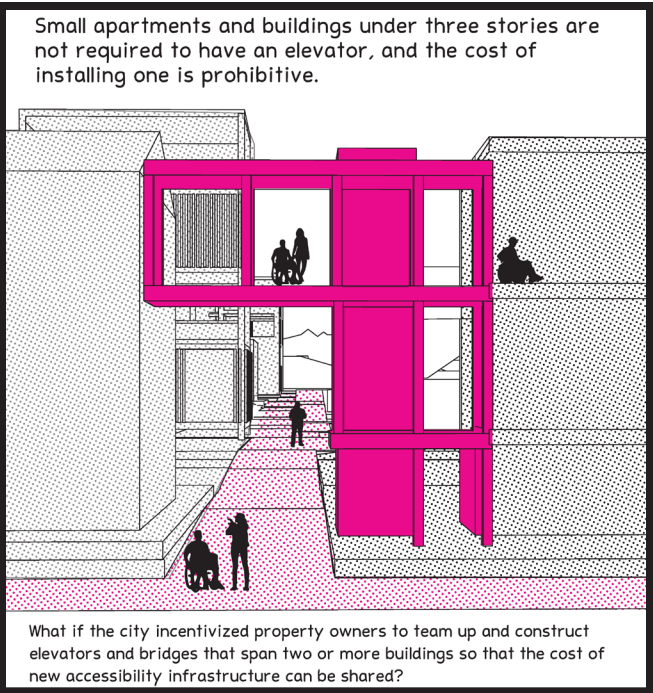 Small apartments and buildings under three stories are
not required to have an elevator, and the cost of
installing one is prohibitive.
What if the city incentivized property owners to team up and construct
elevators and bridges that span two or more buildings so that the cost of
new accessibility infrastructure can be shared?